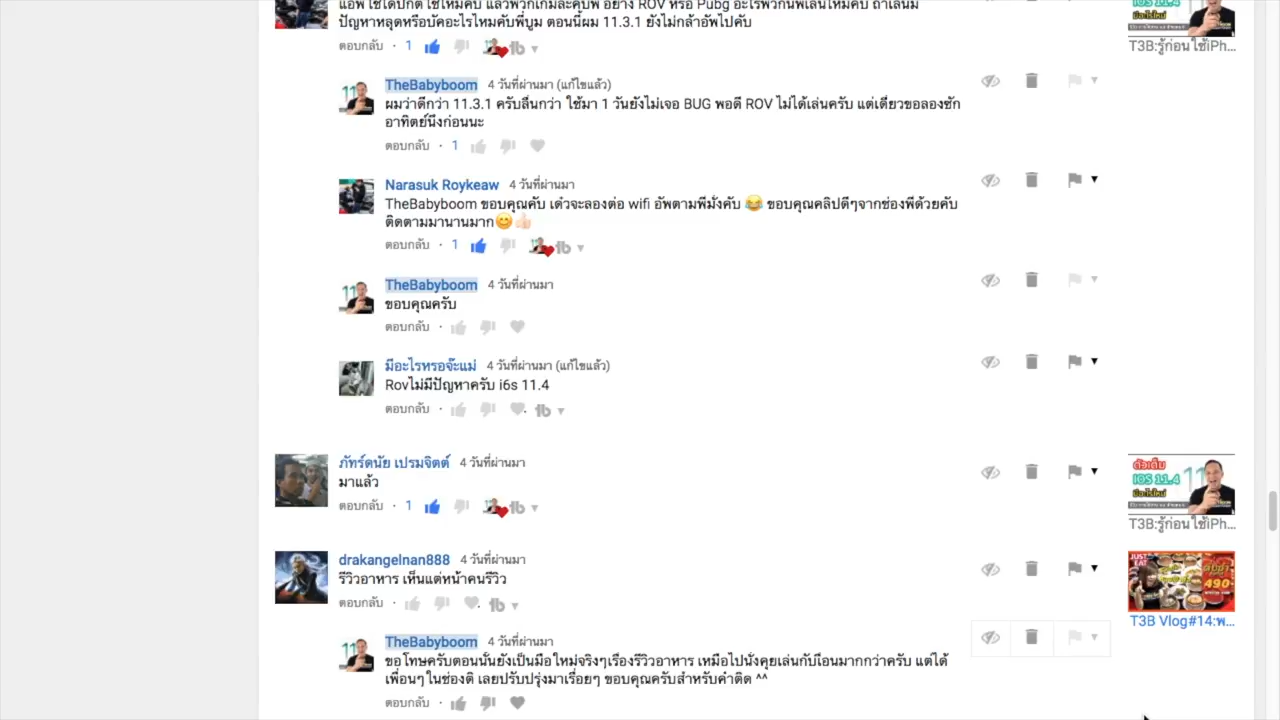 แอพ ใช้ได้ปกติ ใช่ไหมคับ แล้วพวกเกมล่ะคับพี่ อย่าง ROV หรือ Pubg อะไรพวกนี้พี่เล่นไหมคับ ถ้าเล่นมี
ปัญหาหลุดหรือบัคอะไรไหมคับพี่บูม ตอนนี้ผม 11.3.1 ยังไม่กล้าอัพไปคับ
T3B:รู้ก่อนใช้iPh...
ตอบกลับ · 1
TheBabyboom 4 วันที่ผ่านมา (แก้ไขแล้ว)
ผมว่าดีกว่า 11.3.1 ครับลื่นกว่า ใช้มา 1 วันยังไม่เจอ BUG พอดี ROV ไม่ได้เล่นครับ แต่เดี๋ยวขอลองซัก
อาทิตย์นึงก่อนนะ
ตอบกลับ · 1
Narasuk Roykeaw 4 วันที่ผ่านมา
TheBabyboom ขอบคุณคับ เด๋วจะลองต่อ wifi อัพตามพี่มั่งคับ 😂 ขอบคุณคลิปดีๆจากช่องพี่ด้วยคับ
ติดตามมานานมาก😊👍🏻
ตอบกลับ · 1
TheBabyboom 4 วันที่ผ่านมา
ขอบคุณครับ
ตอบกลับ ·
มีอะไรหรอจ๊ะแม่ 4 วันที่ผ่านมา (แก้ไขแล้ว)
Rovไม่มีปัญหาครับ i6s 11.4
ตอบกลับ ·
ภัทร์ดนัย เปรมจิตต์ 4 วันที่ผ่านมา
มาแล้ว
ตอบกลับ · 1
ตัวเต็ม
iOS 11.4
มีอะไรใหม่
T3B:รู้ก่อนใช้iPh...
drakangelnan888 4 วันที่ผ่านมา
รีวิวอาหาร เห็นแต่หน้าคนรีวิว
ตอบกลับ ·
JUST
EAT
490
T3B Vlog#14:พ...
TheBabyboom 4 วันที่ผ่านมา
ขอโทษครับตอนนั้นยังเป็นมือใหม่จริงๆเรื่องรีวิวอาหาร เหมือไปนั่งคุยเล่นกับโอนมากกว่าครับ แต่ได้
เพื่อนๆในช่องติ เลยปรับปรุงมาเรื่อยๆ ขอบคุณครับสำหรับคำติด ^^
ตอบกลับ ·